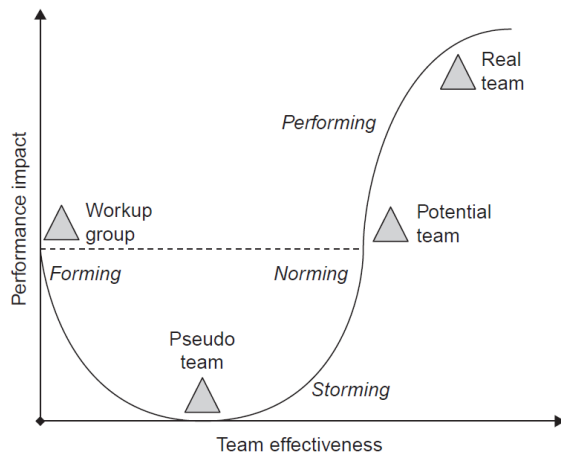 Real
team
Performing
Workup
group
Potential
team
Forming
Norming
Pseudo
team
Storming
Performance impact
Team effectiveness